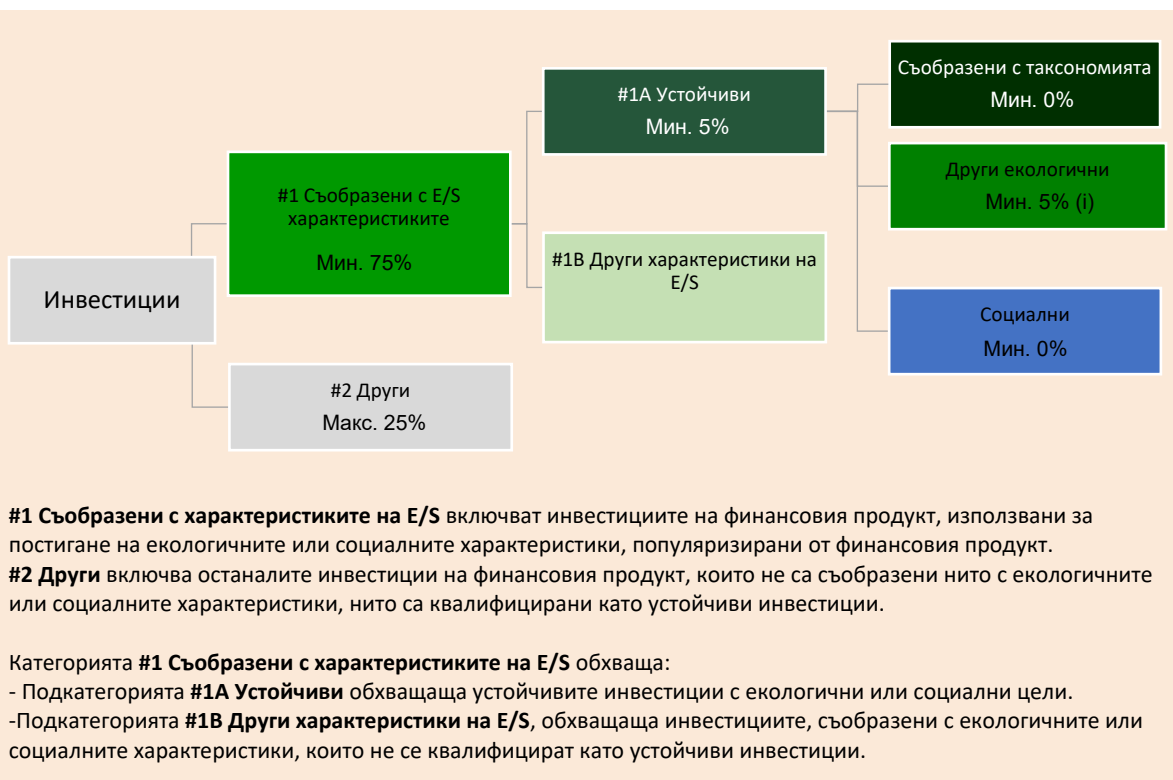 Съобразени с таксономията
Мин. 0%
#1A Устойчиви
Мин. 5%
Други екологични
Мин. 5% (i)
#1 Съобразени с E/S
характеристиките
Мин. 75%
#1B Други характеристики на
E/S
Инвестиции
Социални
Мин. 0%
#2 Други
Макс. 25%
#1 Съобразени с характеристиките на E/S включват инвестициите на финансовия продукт, използвани за
постигане на екологичните или социалните характеристики, популяризирани от финансовия продукт.
#2 Други включва останалите инвестиции на финансовия продукт, които не са съобразени нито с екологичните
или социалните характеристики, нито са квалифицирани като устойчиви инвестиции.
Категорията #1 Съобразени с характеристиките на E/S обхваща:
- Подкатегорията #1A Устойчиви обхващаща устойчивите инвестиции с екологични или социални цели.
-Подкатегорията #1B Други характеристики на E/S, обхващаща инвестициите, съобразени с екологичните или
социалните характеристики, които не се квалифицират като устойчиви инвестиции.